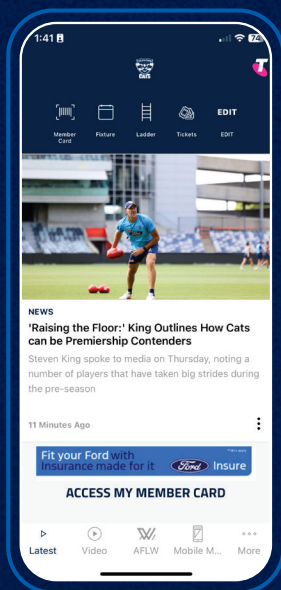 1:41
74
CATS
T
Member
Card
Fixture
Ladder
Tickets
EDIT
EDIT
NEWS
'Raising the Floor:' King Outlines How Cats
can be Premiership Contenders
Steven King spoke to media on Thursday, noting a
number of players that have taken big strides during
the pre-season
11 Minutes Ago
Fit your Ford with
Insurance made for it
Ford
Insure
ACCESS MY MEMBER CARD
Latest
Video
AFLW
Mobile M...
More